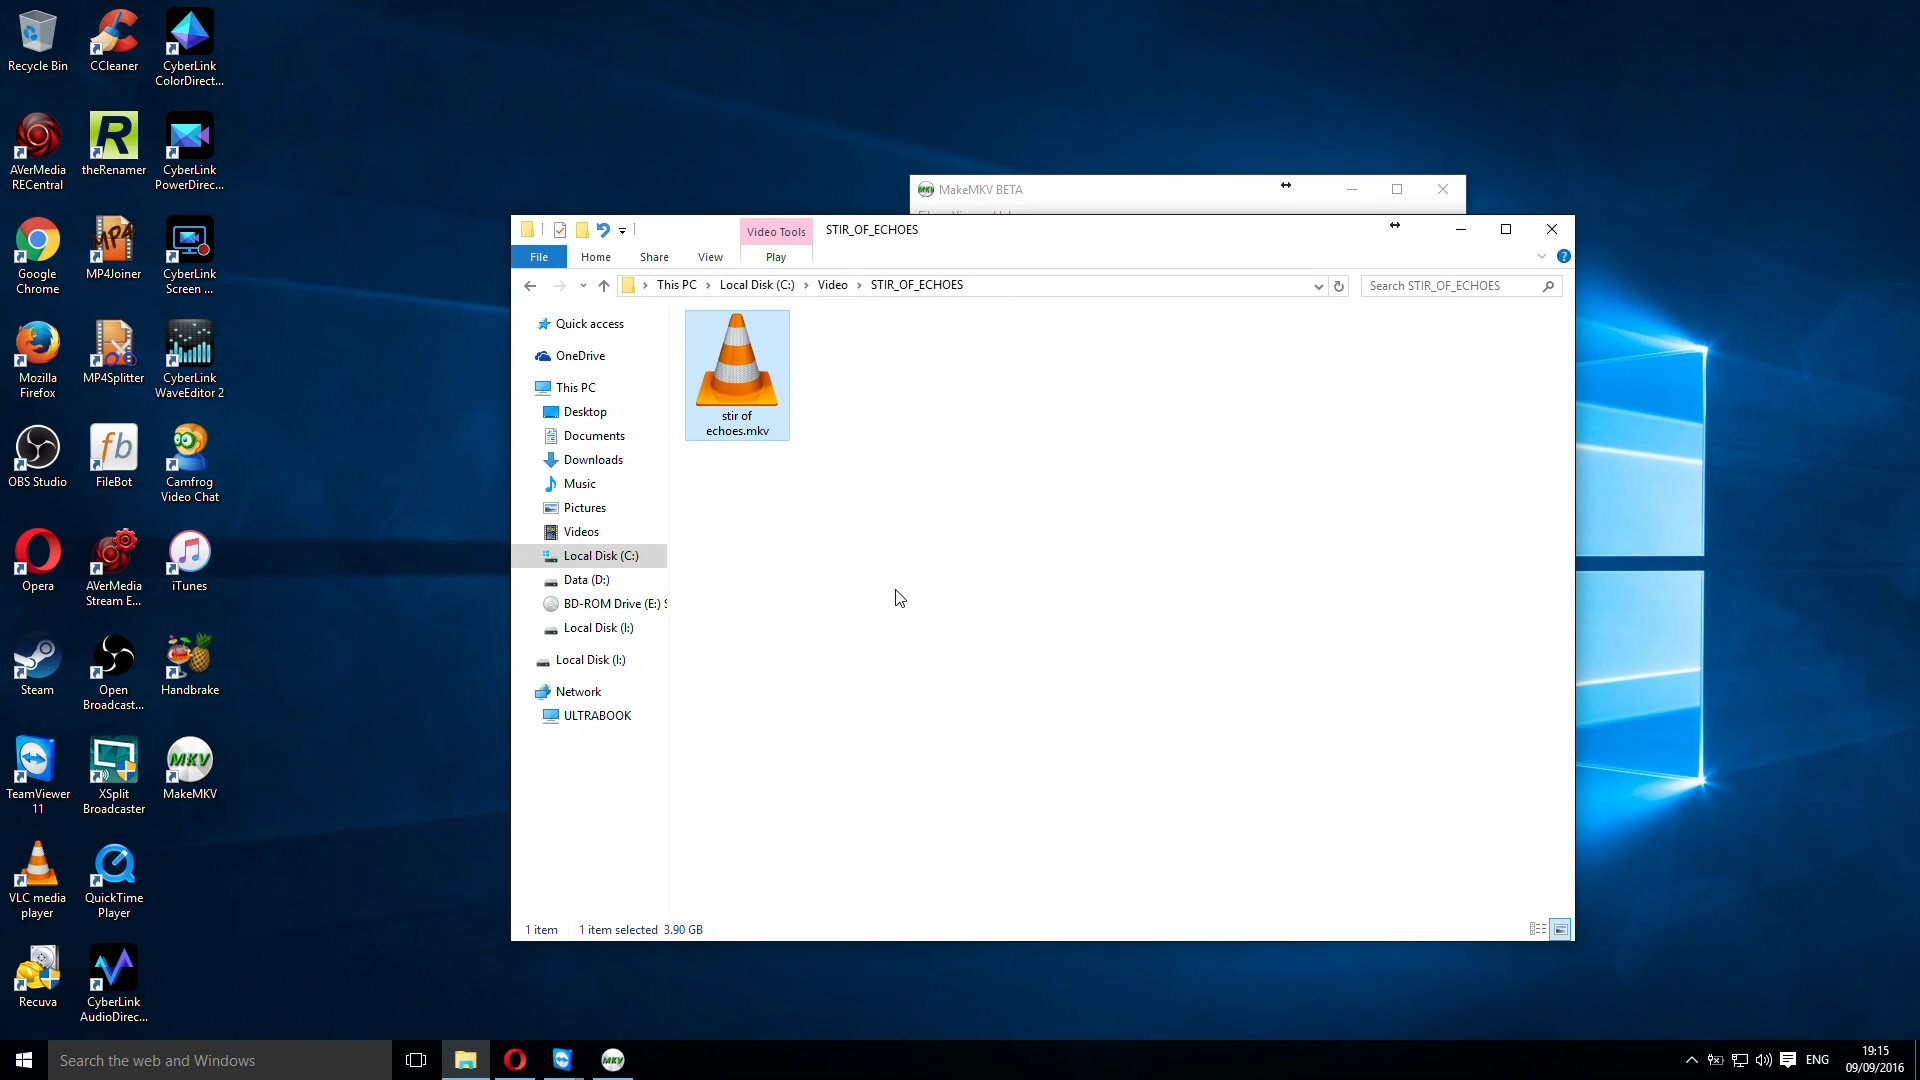 Recycle Bin
CCleaner
CyberLink
ColorDirect...
AVerMedia
RECentral
theRenamer
CyberLink
PowerDirec...
Google
Chrome
MP4Joiner
CyberLink
Screen ...
Mozilla
Firefox
MP4Splitter
CyberLink
WaveEditor 2
OBS Studio
FileBot
Camfrog
Video Chat
Opera
AVerMedia
Stream E...
iTunes
Steam
Open
Broadcast...
Handbrake
TeamViewer
11
XSplit
Broadcaster
MakeMKV
VLC media
player
QuickTime
Player
Recuva
CyberLink
AudioDirec...
R
MP4
fb
MKV
MKV MakeMKV BETA
Video Tools STIR_OF_ECHOES
File Home Share View Play
This PC Local Disk (C:) Video STIR_OF_ECHOES
Search STIR_OF_ECHOES
Quick access
OneDrive
This PC
Desktop
Documents
Downloads
Music
Pictures
Videos
Local Disk (C:)
Data (D:)
BD-ROM Drive (E:) S
Local Disk (I:)
Local Disk (I:)
Network
ULTRABOOK
stir of
echoes.mkv
1 item 1 item selected 3.90 GB
Search the web and Windows
MKV
ENG
19:15
09/09/2016